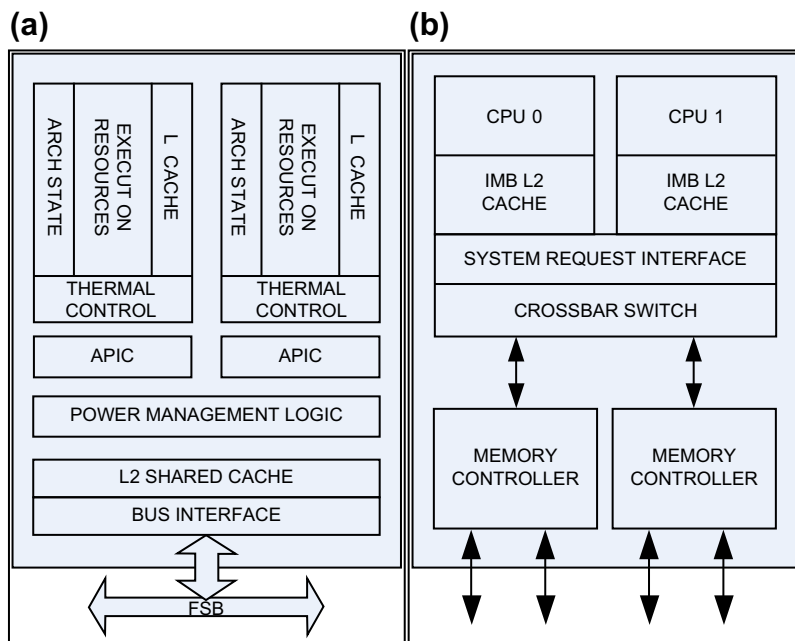 (a)
ARCH STATE
EXECUT ON
RESOURCES
L CACHE
THERMAL
CONTROL
APIC
ARCH STATE
EXECUT ON
RESOURCES
L CACHE
THERMAL
CONTROL
APIC
POWER MANAGEMENT LOGIC
L2 SHARED CACHE
BUS INTERFACE
FSB
(b)
CPU 0
IMB L2
CACHE
CPU 1
IMB L2
CACHE
SYSTEM REQUEST INTERFACE
CROSSBAR SWITCH
MEMORY
CONTROLLER
MEMORY
CONTROLLER